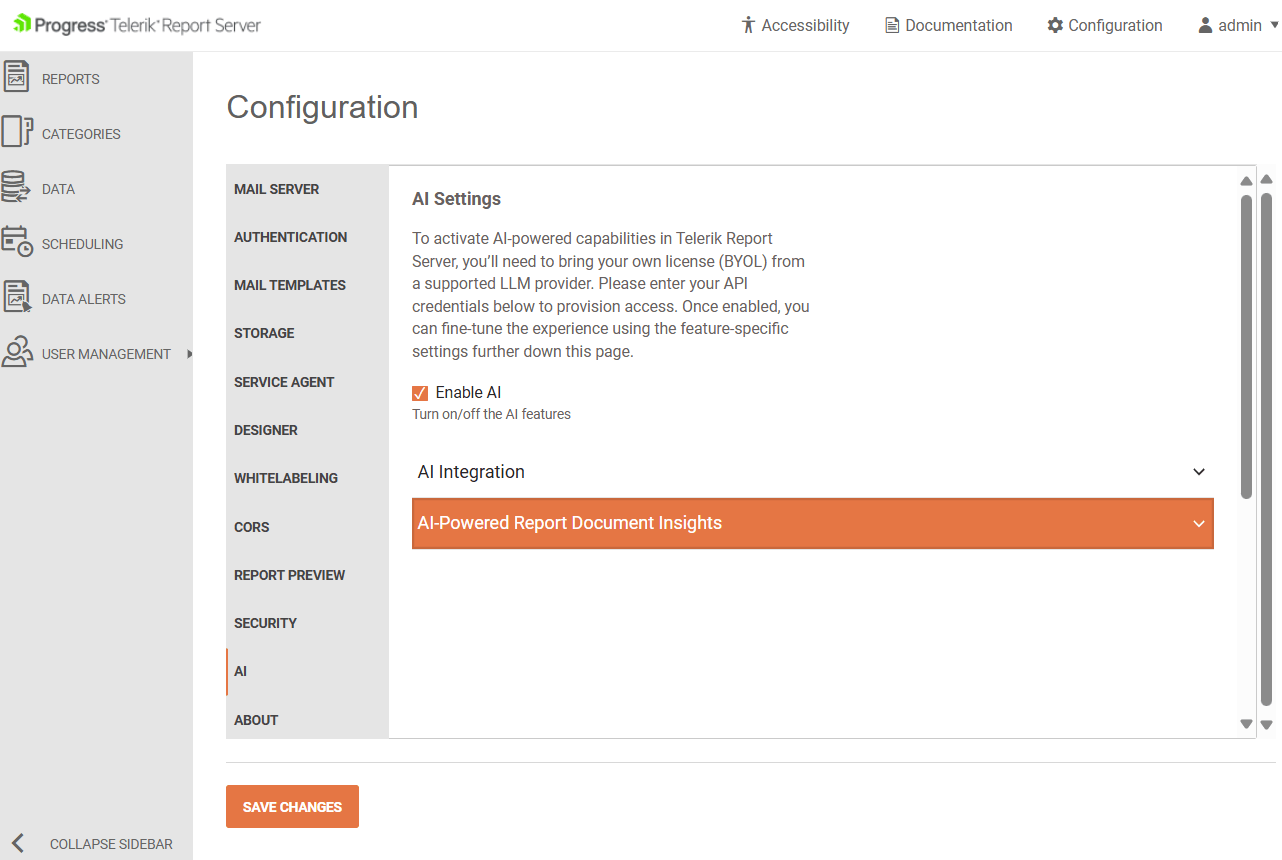 Progress® Telerik® Report Server
Accessibility
Documentation
Configuration
admin
REPORTS
CATEGORIES
DATA
SCHEDULING
DATA ALERTS
USER MANAGEMENT
COLLAPSE SIDEBAR
Configuration
MAIL SERVER
AUTHENTICATION
MAIL TEMPLATES
STORAGE
SERVICE AGENT
DESIGNER
WHITELABELING
CORS
REPORT PREVIEW
SECURITY
AI
ABOUT
AI Settings
To activate AI-powered capabilities in Telerik Report
Server, you’ll need to bring your own license (BYOL) from
a supported LLM provider. Please enter your API
credentials below to provision access. Once enabled, you
can fine-tune the experience using the feature-specific
settings further down this page.
Enable AI
Turn on/off the AI features
AI Integration
AI-Powered Report Document Insights
SAVE CHANGES